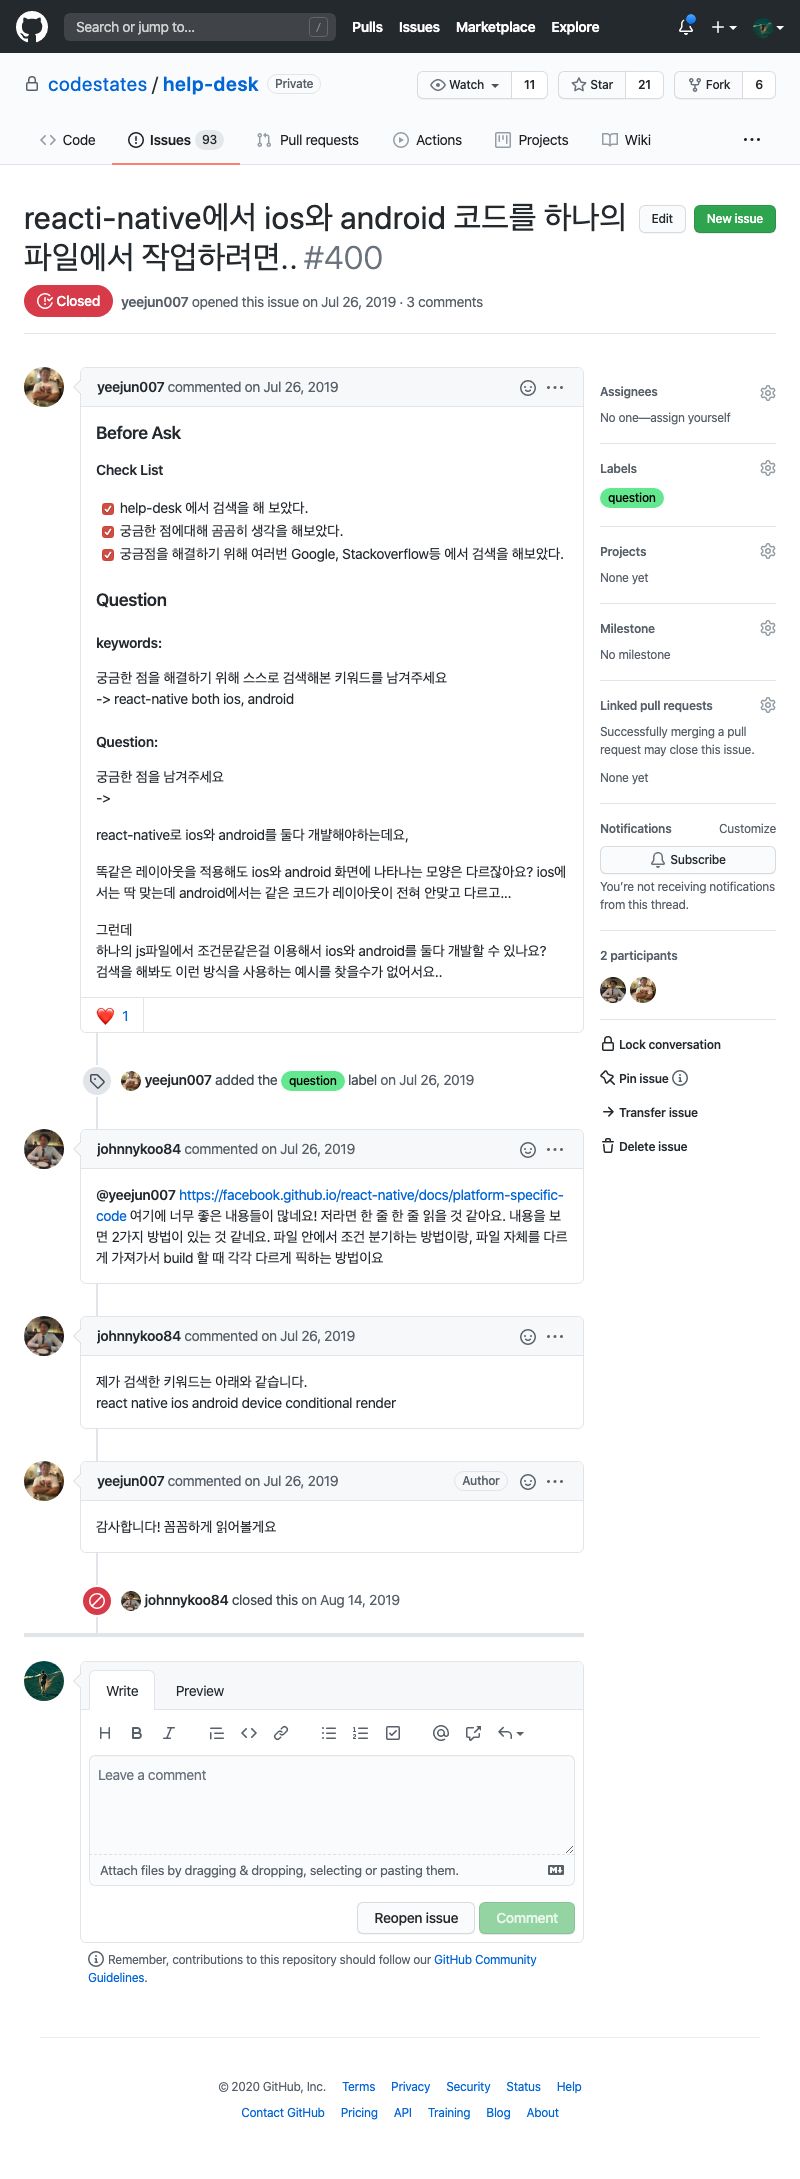 Search or jump to... /
Pulls Issues Marketplace Explore
codestates / help-desk Private
Watch 11 Star 21 Fork 6
Code Issues 93 Pull requests Actions Projects Wiki
reacti-native에서 ios와 android 코드를 하나의
파일에서 작업하려면.. #400
Edit New issue
Closed yeejun007 opened this issue on Jul 26, 2019 · 3 comments
yeejun007 commented on Jul 26, 2019
Before Ask
Check List
help-desk 에서 검색을 해 보았다.
궁금한 점에대해 곰곰히 생각을 해보았다.
궁금점을 해결하기 위해 여러번 Google, Stackoverflow등 에서 검색을 해보았다.
Question
keywords:
궁금한 점을 해결하기 위해 스스로 검색해본 키워드를 남겨주세요
-> react-native both ios, android
Question:
궁금한 점을 남겨주세요
->
react-native로 ios와 android를 둘다 개발해야하는데요,
똑같은 레이아웃을 적용해도 ios와 android 화면에 나타나는 모양은 다르잖아요? ios에
서는 딱 맞는데 android에서는 같은 코드가 레이아웃이 전혀 안맞고 다르고...
그런데
하나의 js파일에서 조건문같은걸 이용해서 ios와 android를 둘다 개발할 수 있나요?
검색을 해봐도 이런 방식을 사용하는 예시를 찾을수가 없어서요..
1
yeejun007 added the question label on Jul 26, 2019
johnnykoo84 commented on Jul 26, 2019
@yeejun007 https://facebook.github.io/react-native/docs/platform-specific-
code 여기에 너무 좋은 내용들이 많네요! 저라면 한 줄 한 줄 읽을 것 같아요. 내용을 보
면 2가지 방법이 있는 것 같네요. 파일 안에서 조건 분기하는 방법이랑, 파일 자체를 다르
게 가져가서 build 할 때 각각 다르게 픽하는 방법이요
johnnykoo84 commented on Jul 26, 2019
제가 검색한 키워드는 아래와 같습니다.
react native ios android device conditional render
yeejun007 commented on Jul 26, 2019 Author
감사합니다! 꼼꼼하게 읽어볼게요
johnnykoo84 closed this on Aug 14, 2019
Assignees
No one—assign yourself
Labels
question
Projects
None yet
Milestone
No milestone
Linked pull requests
Successfully merging a pull
request may close this issue.
None yet
Notifications Customize
Subscribe
You're not receiving notifications
from this thread.
2 participants
Lock conversation
Pin issue
Transfer issue
Delete issue
Write Preview
Leave a comment
Attach files by dragging & dropping, selecting or pasting them.
Reopen issue Comment
Remember, contributions to this repository should follow our GitHub Community
Guidelines.
© 2020 GitHub, Inc. Terms Privacy Security Status Help
Contact GitHub Pricing API Training Blog About